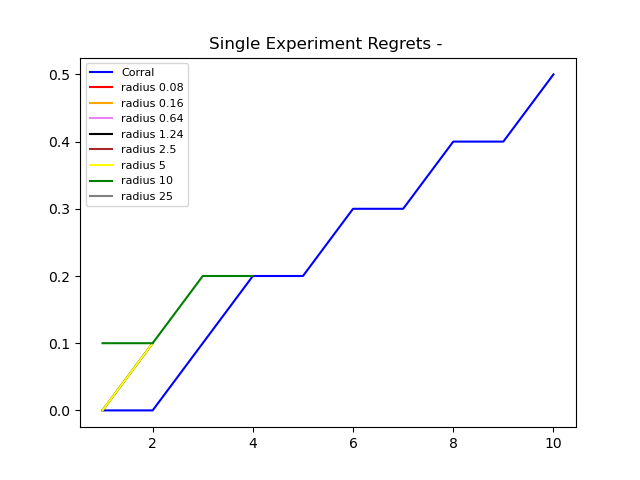 Single Experiment Regrets -
Corral
radius 0.08
radius 0.16
radius 0.64
radius 1.24
radius 2.5
radius 5
radius 10
radius 25
0.5
0.4
0.3
0.2
0.1
0.0
2 4 6 8 10